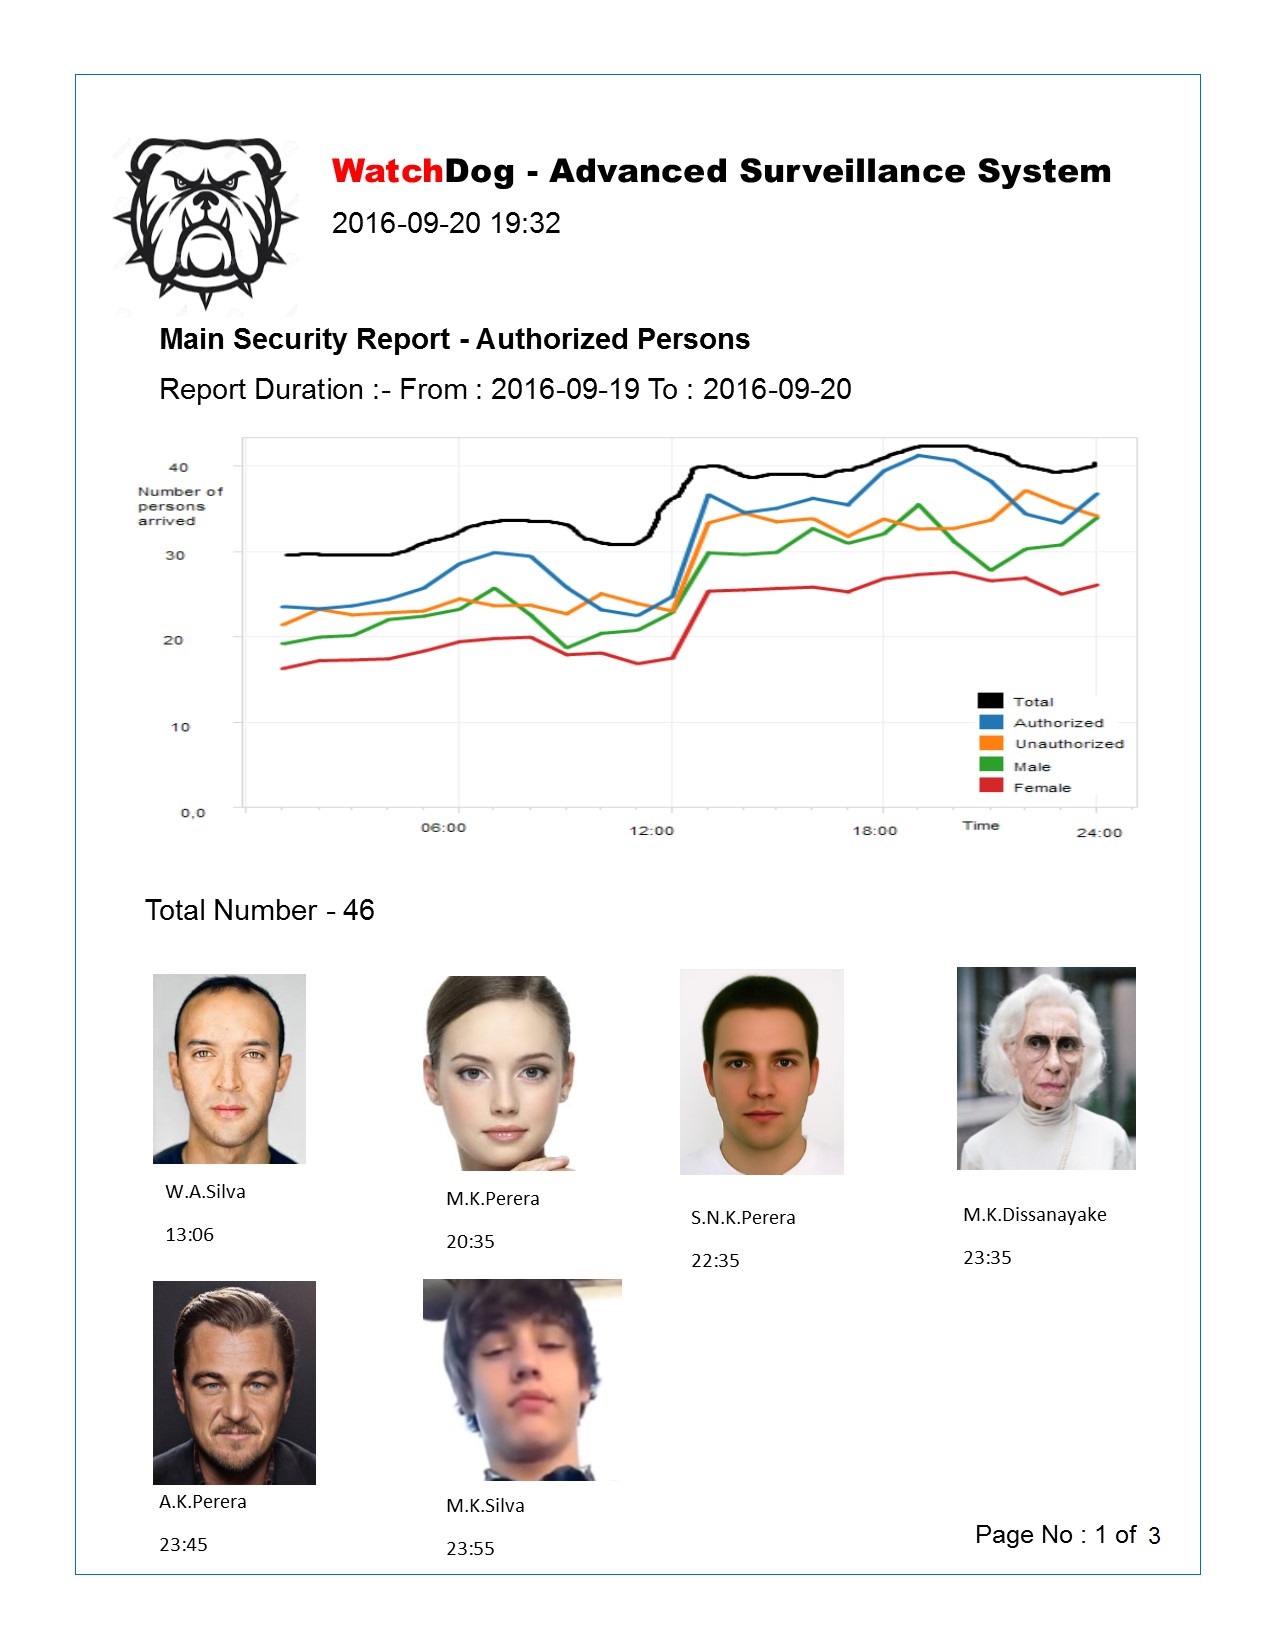 WatchDog - Advanced Surveillance System
2016-09-20 19:32
Main Security Report - Authorized Persons
Report Duration :- From : 2016-09-19 To : 2016-09-20
40
Number of
persons
arrived
30
20
10
0,0
Total
Authorized
Unauthorized
Male
Female
06:00
12:00
18:00
Time
24:00
Total Number - 46
W.A.Silva
13:06
M.K.Perera
20:35
S.N.K.Perera
22:35
M.K.Dissanayake
23:35
A.K.Perera
23:45
M.K.Silva
23:55
Page No : 1 of 3